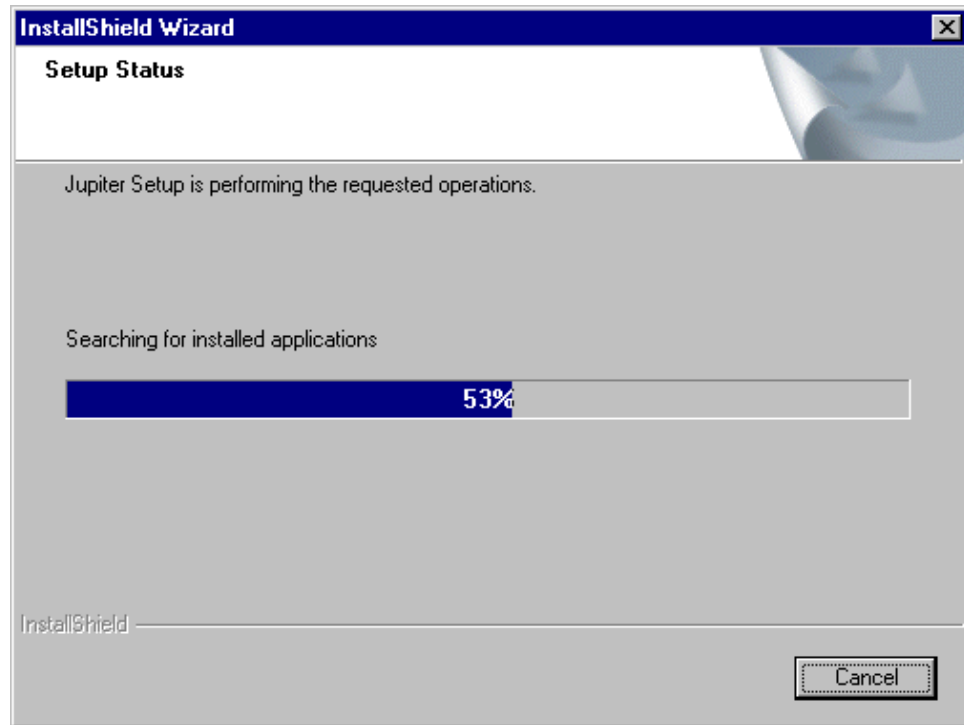 InstallShield Wizard
Setup Status
Jupiter Setup is performing the requested operations.
Searching for installed applications
53%
InstallShield
Cancel